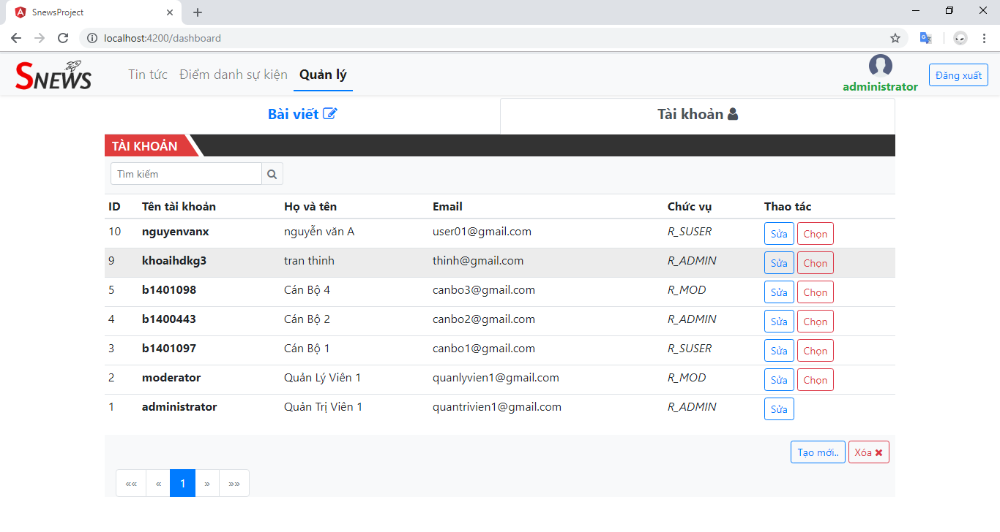 SnewsProject
localhost:4200/dashboard
SNEWS Tin tức Điểm danh sự kiện Quản lý administrator Đăng xuất
Bài viết Tài khoản
TÀI KHOẢN
Tìm kiếm
ID Tên tài khoản Họ và tên Email Chức vụ Thao tác
10 nguyenvanx nguyễn văn A user01@gmail.com R_SUSER Sửa Chọn
9 khoaihdkg3 tran thinh thinh@gmail.com R_ADMIN Sửa Chọn
5 b1401098 Cán Bộ 4 canbo3@gmail.com R_MOD Sửa Chọn
4 b1400443 Cán Bộ 2 canbo2@gmail.com R_ADMIN Sửa Chọn
3 b1401097 Cán Bộ 1 canbo1@gmail.com R_SUSER Sửa Chọn
2 moderator Quản Lý Viên 1 quanlyvien1@gmail.com R_MOD Sửa Chọn
1 administrator Quản Trị Viên 1 quantrivien1@gmail.com R_ADMIN Sửa
Tạo mới.. Xóa ✖
«« « 1 » »»